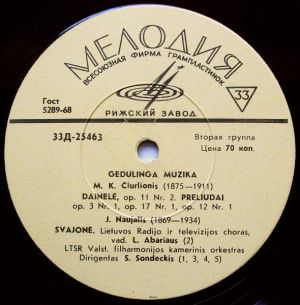 МЕЛОДИЯ
ВСЕСОЮЗНАЯ ФИРМА ГРАМПЛАСТИНОК
33
Гост
5289-68
РИЖСКИЙ ЗАВОД
33Д-25463
Вторая группа
Цена 70 коп.
GEDULINGA MUZIKA
M. K. Ciurlionis (1875—1911)
DAINELĖ, op. 11 Nr. 2. PRELIUDAI
op. 3 Nr. 1, op. 17 Nr. 1, op. 12 Nr. 1
J. Naujalis (1869—1934)
SVAJONĖ, Lietuvos Radijo ir televizijos choras,
vad. L. Abariaus (2)
LTSR Valst. filharmonijos kamerinis orkestras
Dirigentas S. Sondeckis (1, 3, 4, 5)